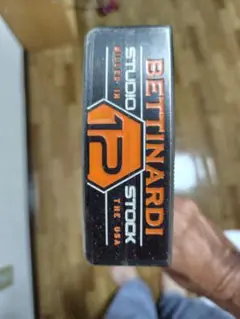 BETTINARDI
STUDIO 12 STOCK
MILLED IN THE USA